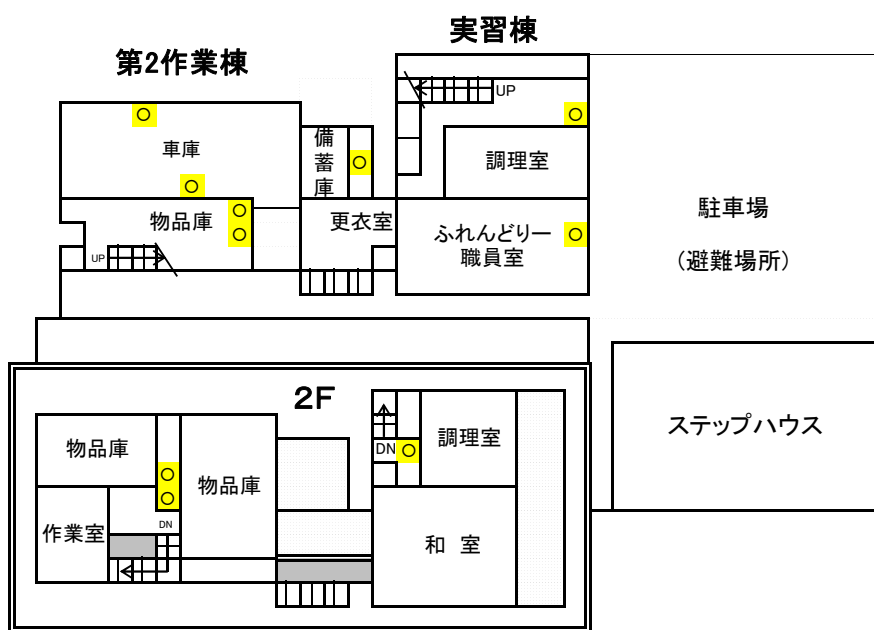 実習棟
第2作業棟
UP
備蓄庫
車庫
調理室
物品庫
更衣室
ふれんどりー
職員室
駐車場
（避難場所）
UP
2F
ステップハウス
物品庫
物品庫
DN
調理室
作業室
DN
和 室